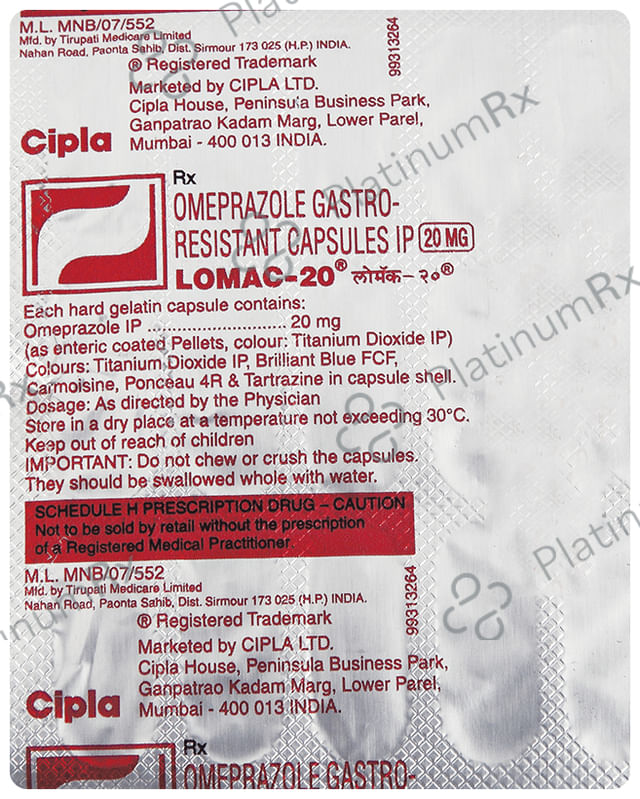 M.L. MNB/07/552
Mfd. by Tirupati Medicare Limited
Nahan Road, Paonta Sahib, Dist. Sirmour 173 025 (H.P.) INDIA.
99313264
® Registered Trademark
Marketed by CIPLA LTD.
Cipla House, Peninsula Business Park,
Ganpatrao Kadam Marg, Lower Parel,
Mumbai - 400 013 INDIA.
Cipla
Rx
OMEPRAZOLE GASTRO-
RESISTANT CAPSULES IP 20 MG
LOMAC-20® लोमॅक-२०®
Each hard gelatin capsule contains:
Omeprazole IP ............................ 20 mg
(as enteric coated Pellets, colour: Titanium Dioxide IP)
Colours: Titanium Dioxide IP, Brilliant Blue FCF,
Carmoisine, Ponceau 4R & Tartrazine in capsule shell.
Dosage: As directed by the Physician
Store in a dry place at a temperature not exceeding 30°C.
Keep out of reach of children
IMPORTANT: Do not chew or crush the capsules.
They should be swallowed whole with water.
SCHEDULE H PRESCRIPTION DRUG – CAUTION
Not to be sold by retail without the prescription
of a Registered Medical Practitioner.
M.L. MNB/07/552
Mfd. by Tirupati Medicare Limited
Nahan Road, Paonta Sahib, Dist. Sirmour 173 025 (H.P.) INDIA.
99313264
® Registered Trademark
Marketed by CIPLA LTD.
Cipla House, Peninsula Business Park,
Ganpatrao Kadam Marg, Lower Parel,
Mumbai - 400 013 INDIA.
Cipla
Rx
OMEPRAZOLE GASTRO-
PlatinumRx
PlatinumRx
PlatinumRx
Platinum
Platinum
Rx
tinumRx